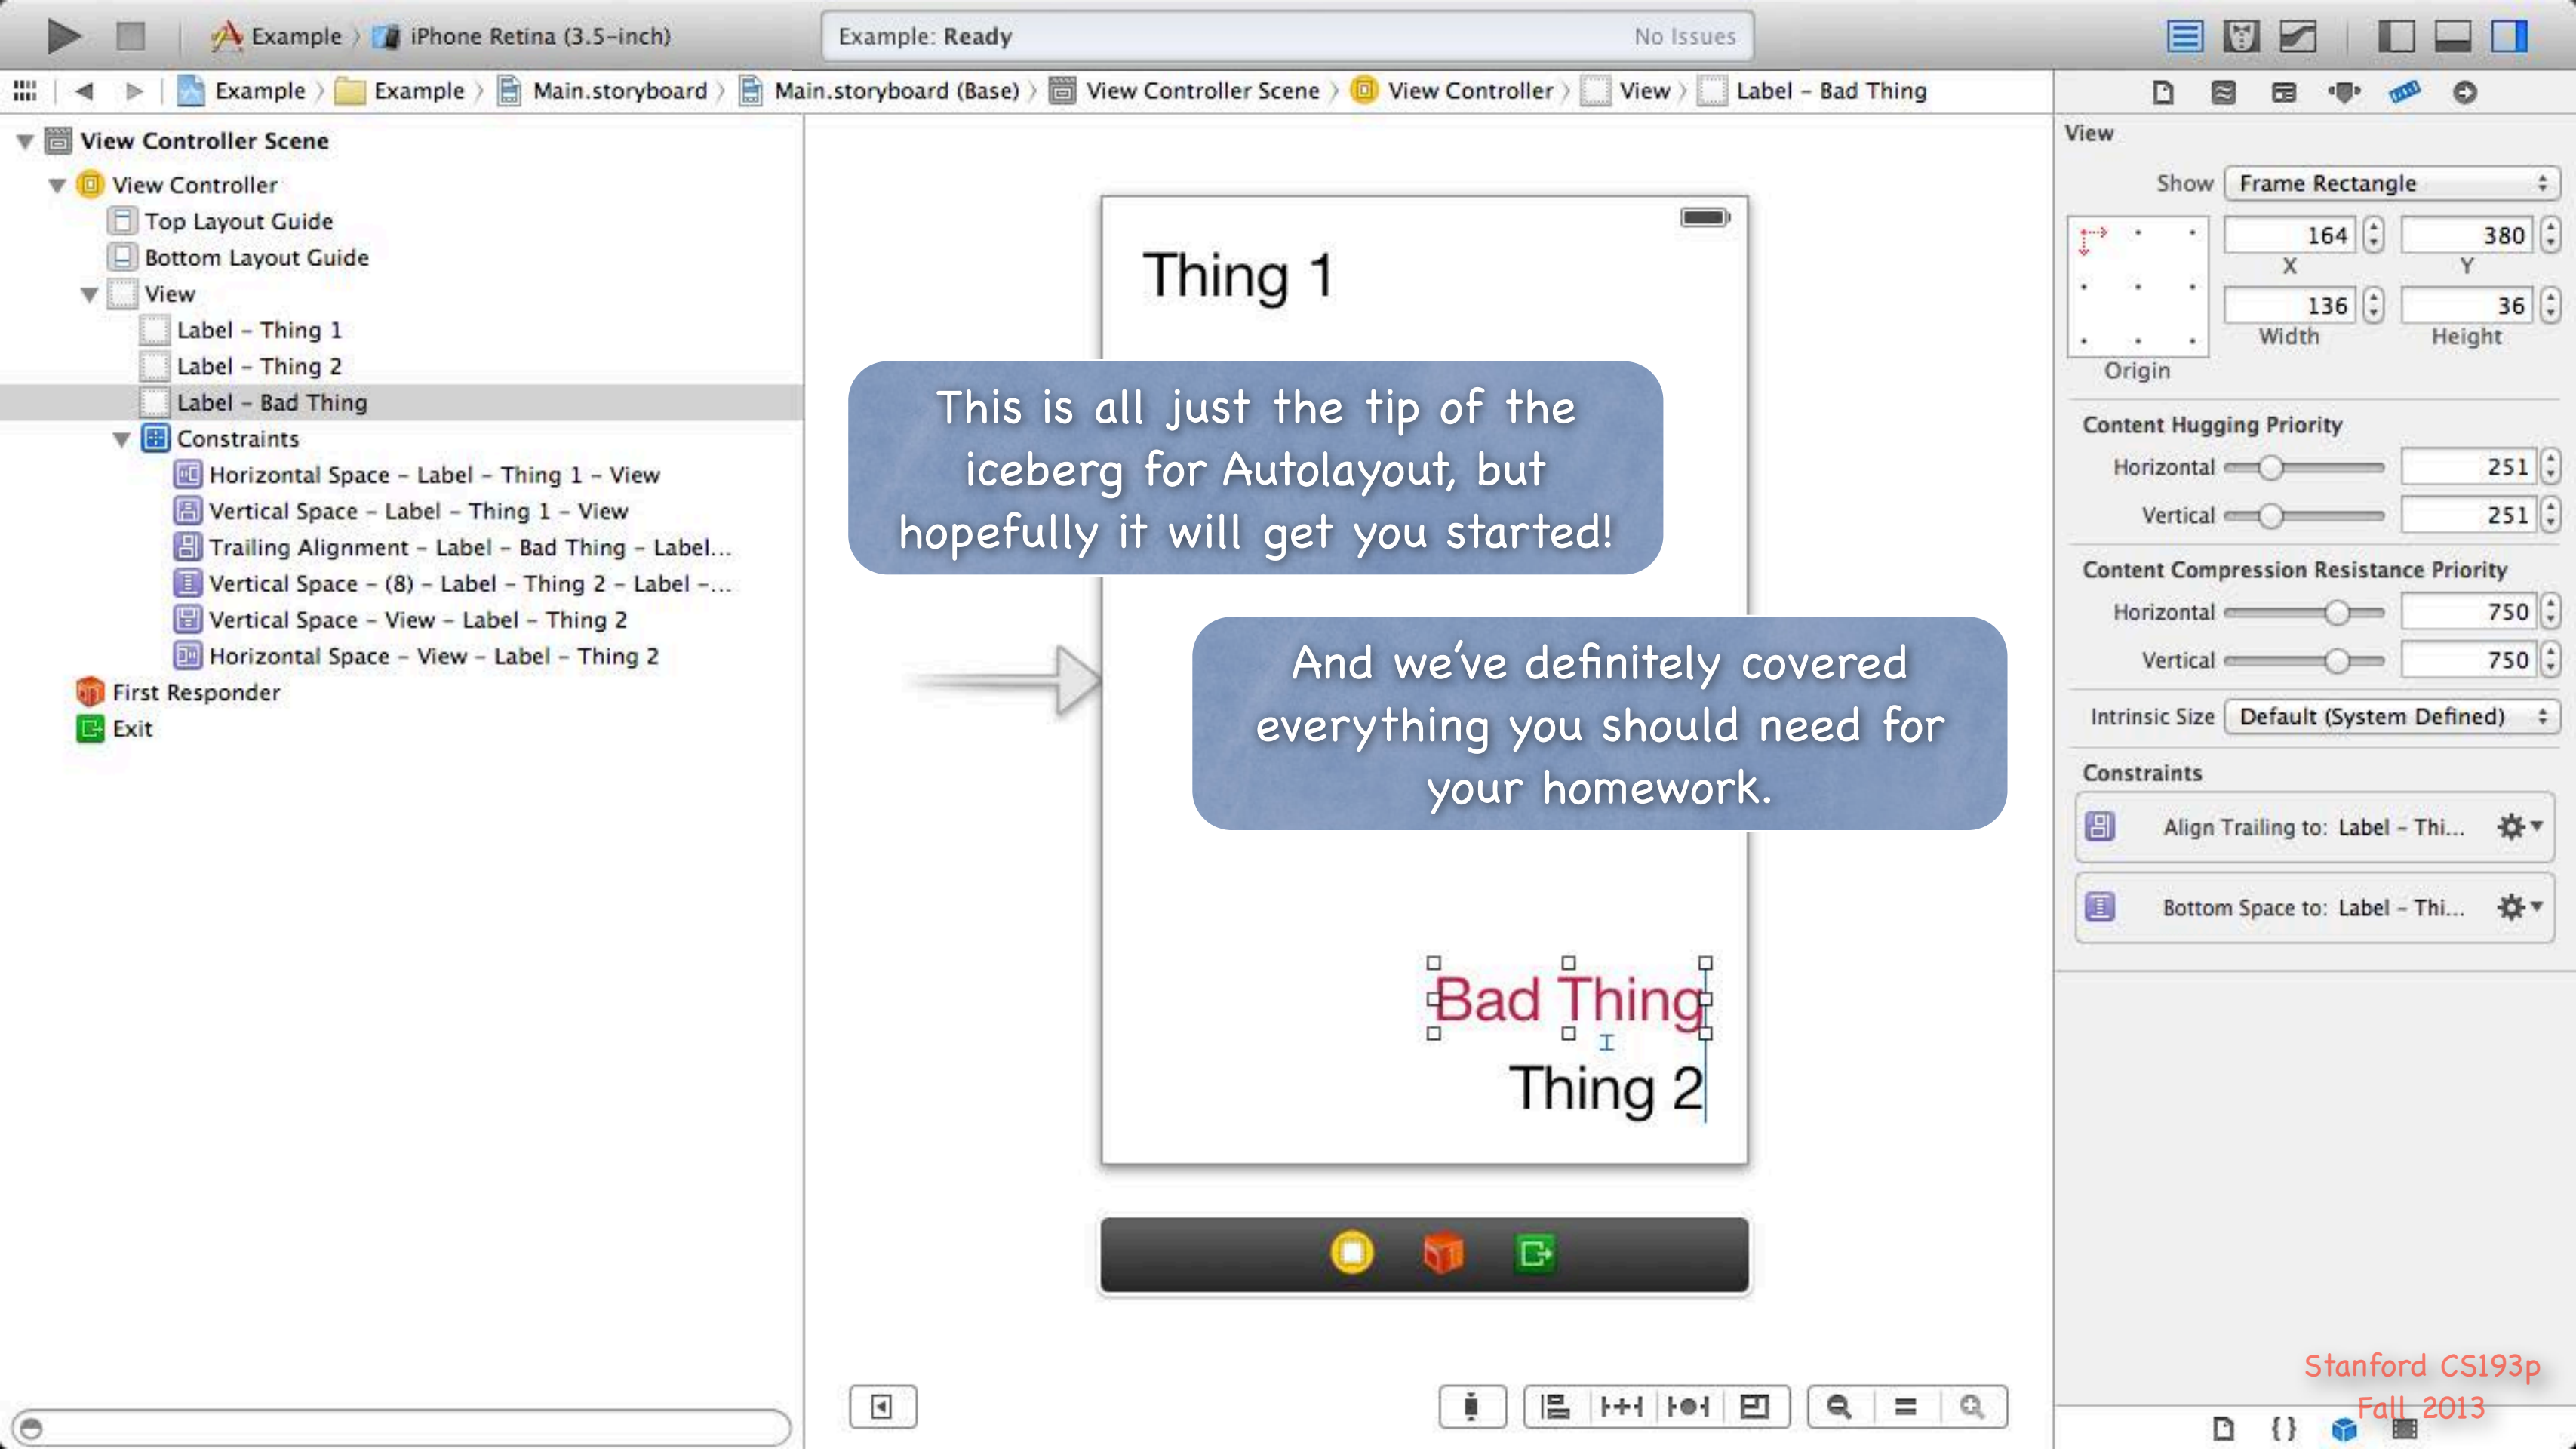 Example › iPhone Retina (3.5-inch)
Example: Ready
No Issues
Example › Example › Main.storyboard › Main.storyboard (Base) › View Controller Scene › View Controller › View › Label – Bad Thing
View Controller Scene
View Controller
Top Layout Guide
Bottom Layout Guide
View
Label – Thing 1
Label – Thing 2
Label – Bad Thing
Constraints
Horizontal Space – Label – Thing 1 – View
Vertical Space – Label – Thing 1 – View
Trailing Alignment – Label – Bad Thing – Label...
Vertical Space – (8) – Label – Thing 2 – Label –...
Vertical Space – View – Label – Thing 2
Horizontal Space – View – Label – Thing 2
First Responder
Exit
Thing 1
This is all just the tip of the
iceberg for Autolayout, but
hopefully it will get you started!
And we've definitely covered
everything you should need for
your homework.
Bad Thing
Thing 2
View
Show Frame Rectangle
164 380
X Y
136 36
Width Height
Origin
Content Hugging Priority
Horizontal 251
Vertical 251
Content Compression Resistance Priority
Horizontal 750
Vertical 750
Intrinsic Size Default (System Defined)
Constraints
Align Trailing to: Label – Thi...
Bottom Space to: Label – Thi...
Stanford CS193p
Fall 2013